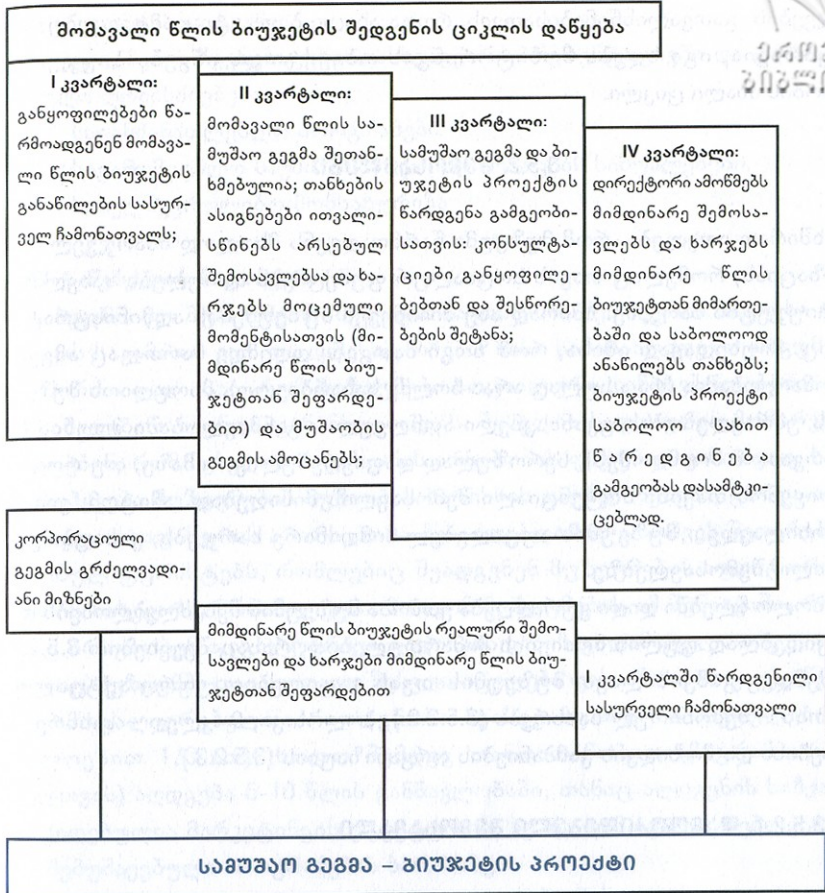 მომავალი წლის ბიუჯეტის შედგენის ციკლის დაწყება
I კვარტალი:
განყოფილებები წა-
რმოადგენენ მომავა-
ლი წლის ბიუჯეტის
განაწილების სასურ-
ველ ჩამონათვალს;
II კვარტალი:
მომავალი წლის სა-
მუშაო გეგმა შეთან-
ხმებულია; თანხების
ასიგნებები ითვალი-
სწინებს არსებულ
შემოსავლებსა და ხა-
რჯებს მოცემული
მომენტისათვის (მი-
მდინარე წლის ბიუ-
ჯეტთან შეფარდე-
ბით) და მუშაობის
გეგმის ამოცანებს;
III კვარტალი:
სამუშაო გეგმა და ბი-
უჯეტის პროექტის
წარდგენა გამგეობი-
სათვის: კონსულტა-
ციები განყოფილე-
ბებთან და შესწორე-
ბების შეტანა;
IV კვარტალი:
დირექტორი ამოწმებს
მიმდინარე შემოსა-
ვლებს და ხარჯებს
მიმდინარე წლის
ბიუჯეტთან მიმართე-
ბაში და საბოლოოდ
ანაწილებს თანხებს;
ბიუჯეტის პროექტი
საბოლოო სახით
წარედგინება
გამგეობას დასამტკი-
ცებლად.
კორპორაციული
გეგმის გრძელვადი-
ანი მიზნები
მიმდინარე წლის ბიუჯეტის რეალური შემო-
სავლები და ხარჯები მიმდინარე წლის ბიუ-
ჯეტთან შეფარდებით
I კვარტალში წარდგენილი
სასურველი ჩამონათვალი
სამუშაო გეგმა – ბიუჯეტის პროექტი